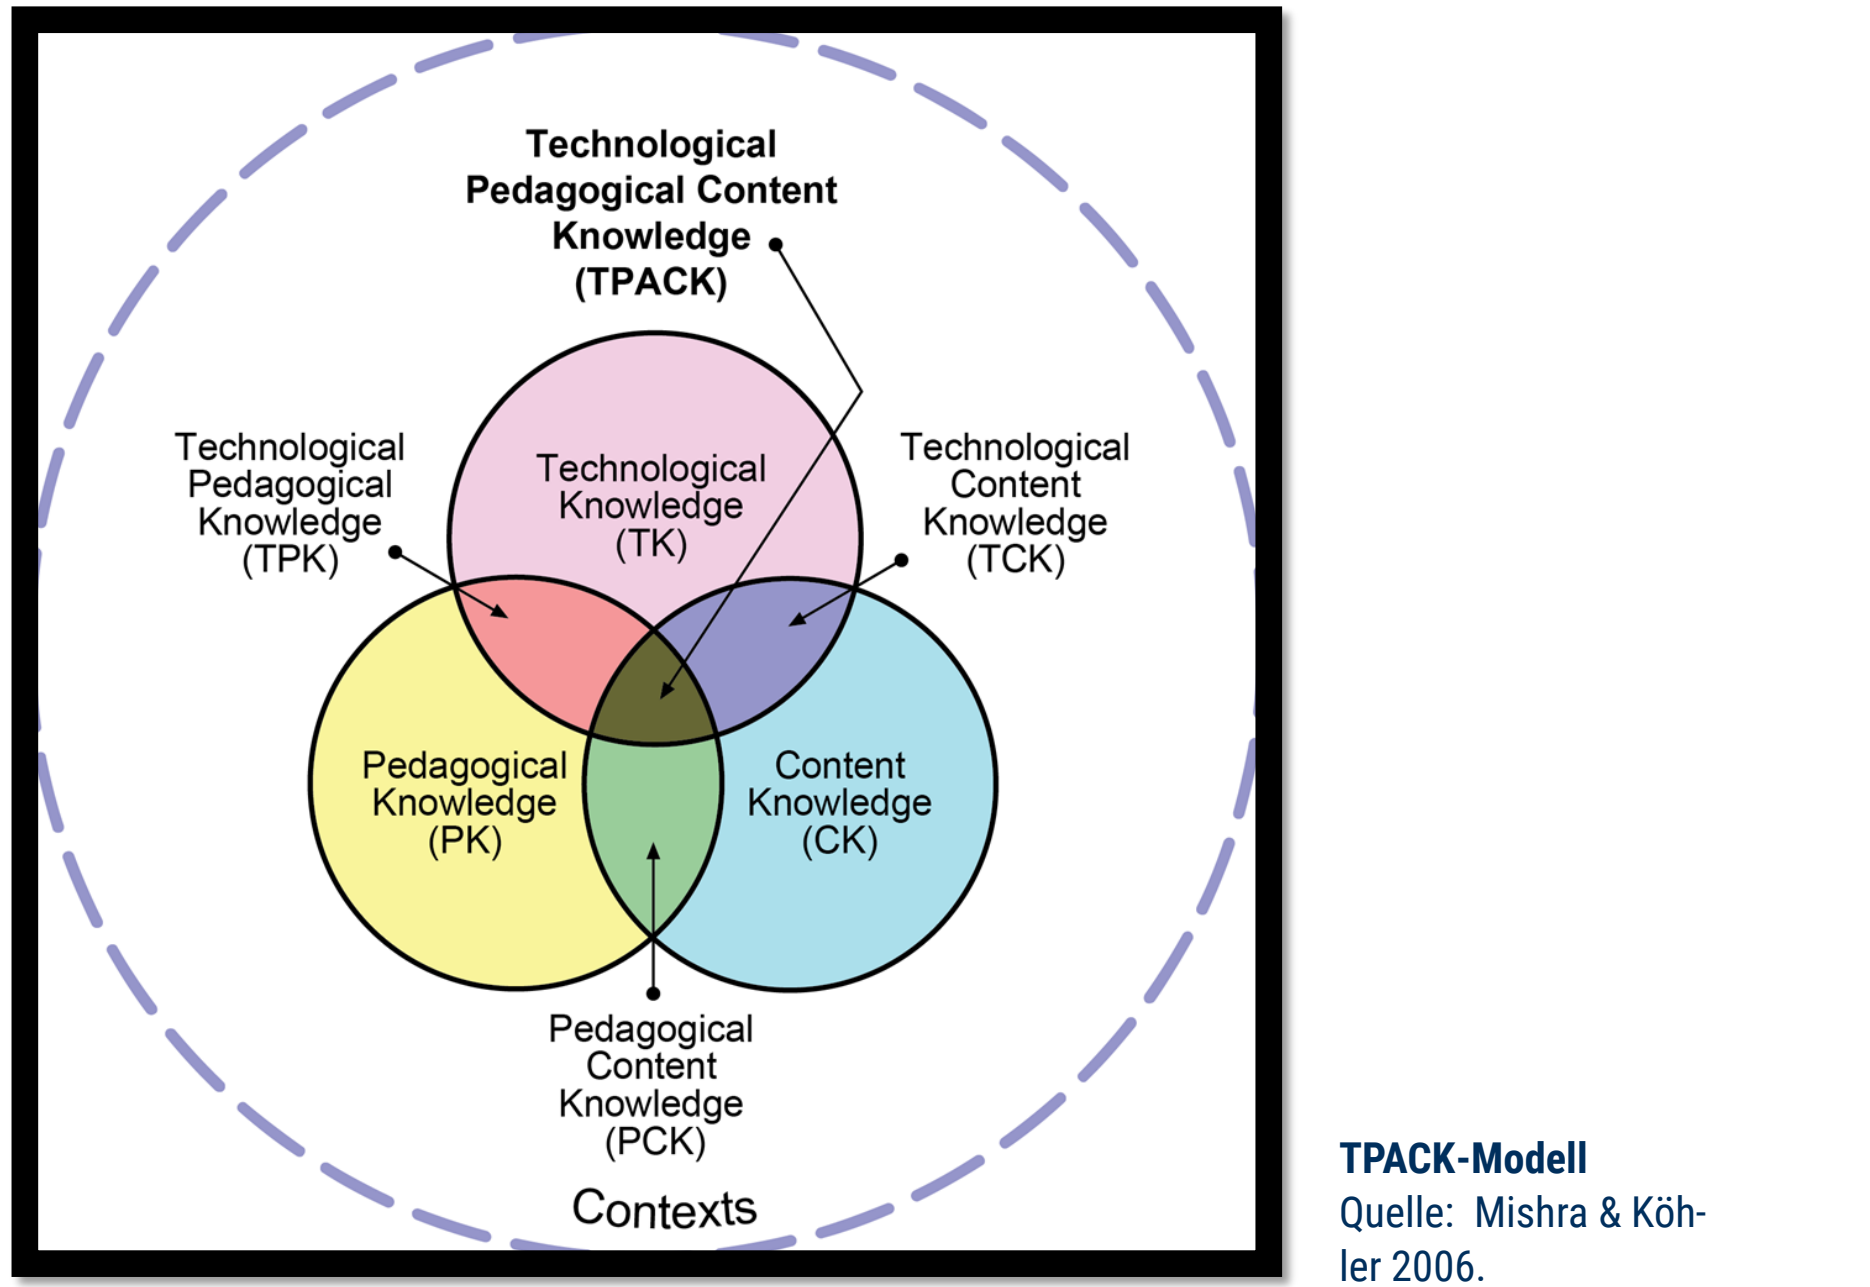 Technological
Pedagogical Content
Knowledge
(TPACK)
Technological
Pedagogical
Knowledge
(TPK)
Technological
Knowledge
(TK)
Technological
Content
Knowledge
(TCK)
Pedagogical
Knowledge
(PK)
Content
Knowledge
(CK)
Pedagogical
Content
Knowledge
(PCK)
Contexts
TPACK-Modell
Quelle: Mishra & Köh-
ler 2006.